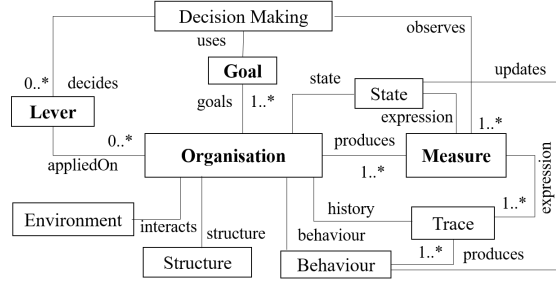 Decision Making
uses
observes
Goal
updates
0..*
decides
state
State
Lever
goals
1..*
expression
1..*
0..*
appliedOn
Organisation
produces
Measure
1..*
expression
Environment
interacts
structure
history
1..*
Trace
behaviour
1..*
produces
Structure
Behaviour